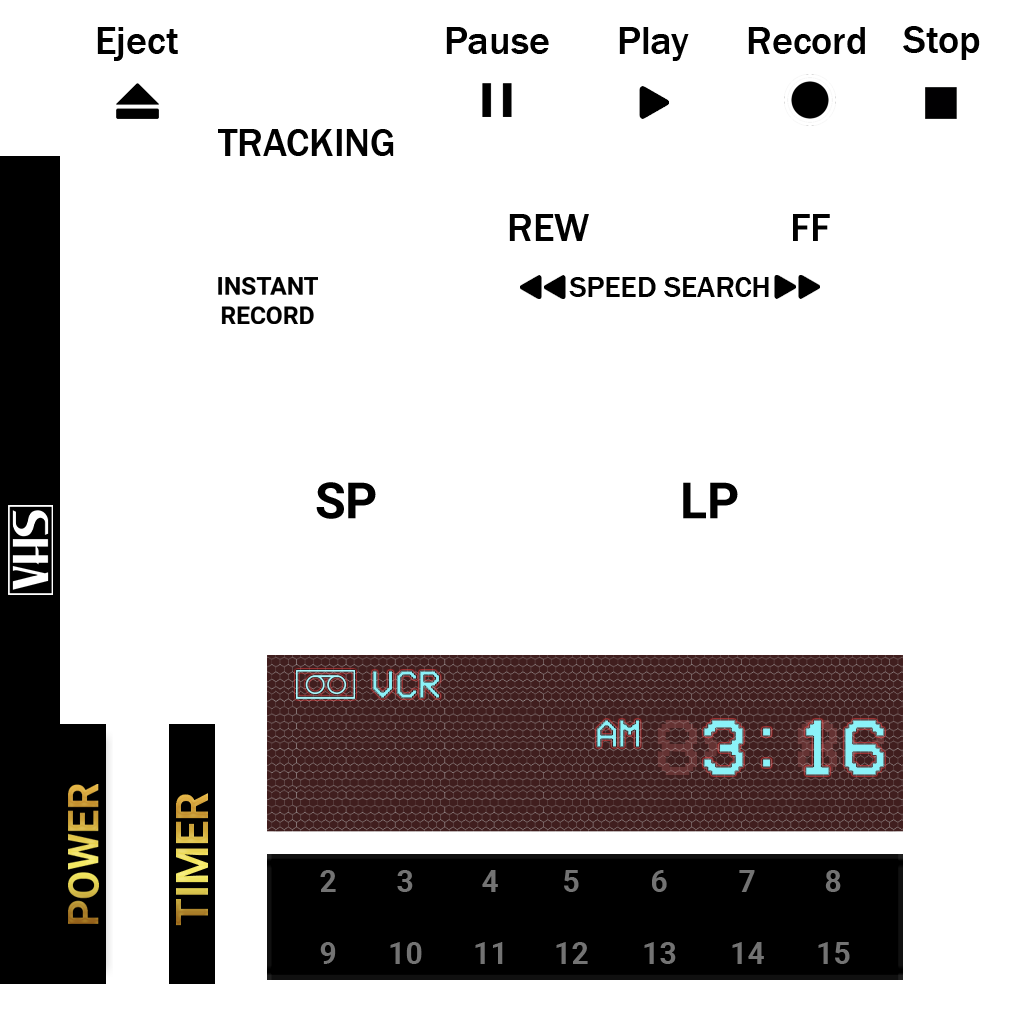 Eject Pause Play Record Stop
TRACKING
REW FF
INSTANT
RECORD
SPEED SEARCH
SP LP
VHS
VCR
AM 3:16
POWER
TIMER
2 3 4 5 6 7 8
9 10 11 12 13 14 15